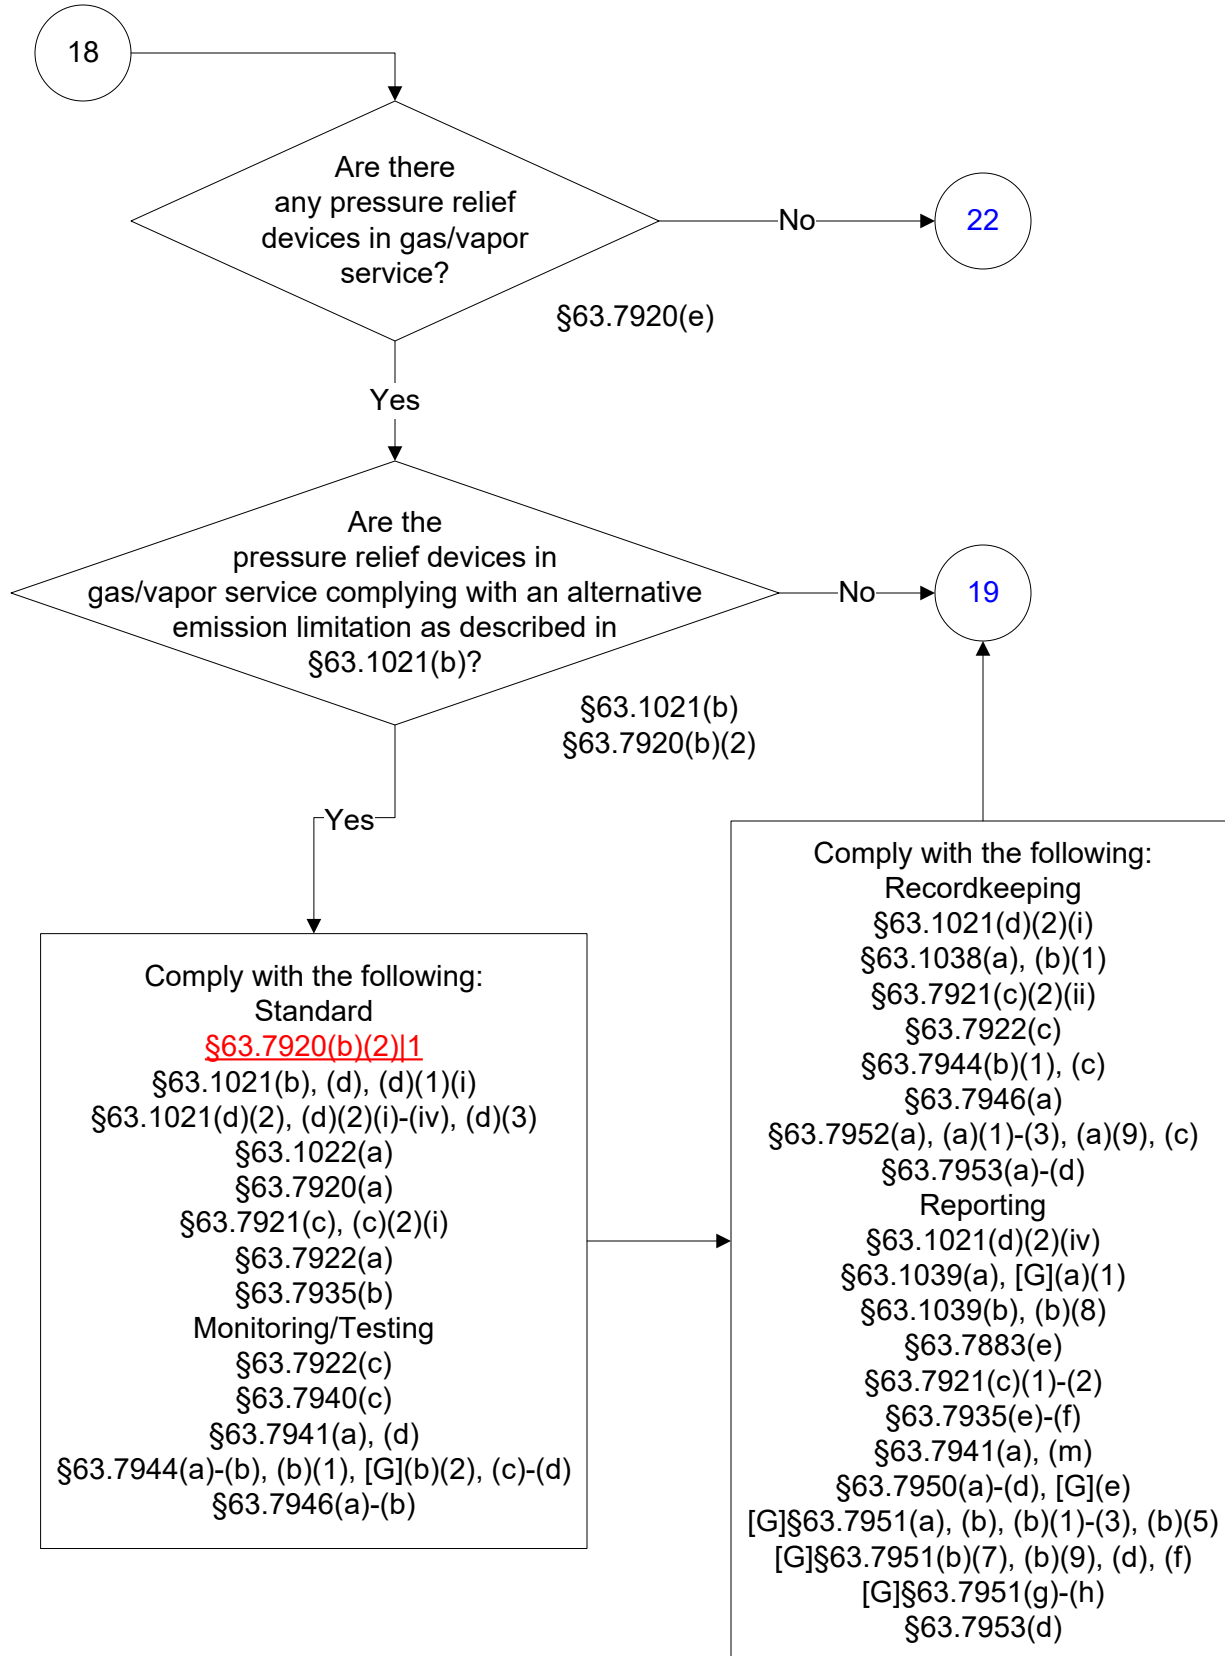 18
Are there
any pressure relief
devices in gas/vapor
service?
No
22
§63.7920(e)
Yes
Are the
pressure relief devices in
gas/vapor service complying with an alternative
emission limitation as described in
§63.1021(b)?
No
19
§63.1021(b)
§63.7920(b)(2)
Yes
Comply with the following:
Standard
§63.7920(b)(2)|1
§63.1021(b), (d), (d)(1)(i)
§63.1021(d)(2), (d)(2)(i)-(iv), (d)(3)
§63.1022(a)
§63.7920(a)
§63.7921(c), (c)(2)(i)
§63.7922(a)
§63.7935(b)
Monitoring/Testing
§63.7922(c)
§63.7940(c)
§63.7941(a), (d)
§63.7944(a)-(b), (b)(1), [G](b)(2), (c)-(d)
§63.7946(a)-(b)
Comply with the following:
Recordkeeping
§63.1021(d)(2)(i)
§63.1038(a), (b)(1)
§63.7921(c)(2)(ii)
§63.7922(c)
§63.7944(b)(1), (c)
§63.7946(a)
§63.7952(a), (a)(1)-(3), (a)(9), (c)
§63.7953(a)-(d)
Reporting
§63.1021(d)(2)(iv)
§63.1039(a), [G](a)(1)
§63.1039(b), (b)(8)
§63.7883(e)
§63.7921(c)(1)-(2)
§63.7935(e)-(f)
§63.7941(a), (m)
§63.7950(a)-(d), [G](e)
[G]§63.7951(a), (b), (b)(1)-(3), (b)(5)
[G]§63.7951(b)(7), (b)(9), (d), (f)
[G]§63.7951(g)-(h)
§63.7953(d)